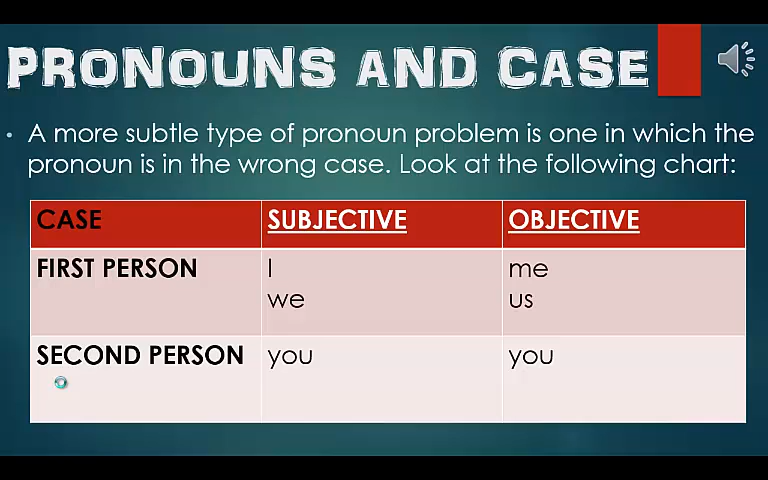 PRONOUNS AND CASE
• A more subtle type of pronoun problem is one in which the
pronoun is in the wrong case. Look at the following chart:
CASE SUBJECTIVE OBJECTIVE
FIRST PERSON I me
we us
SECOND PERSON you you